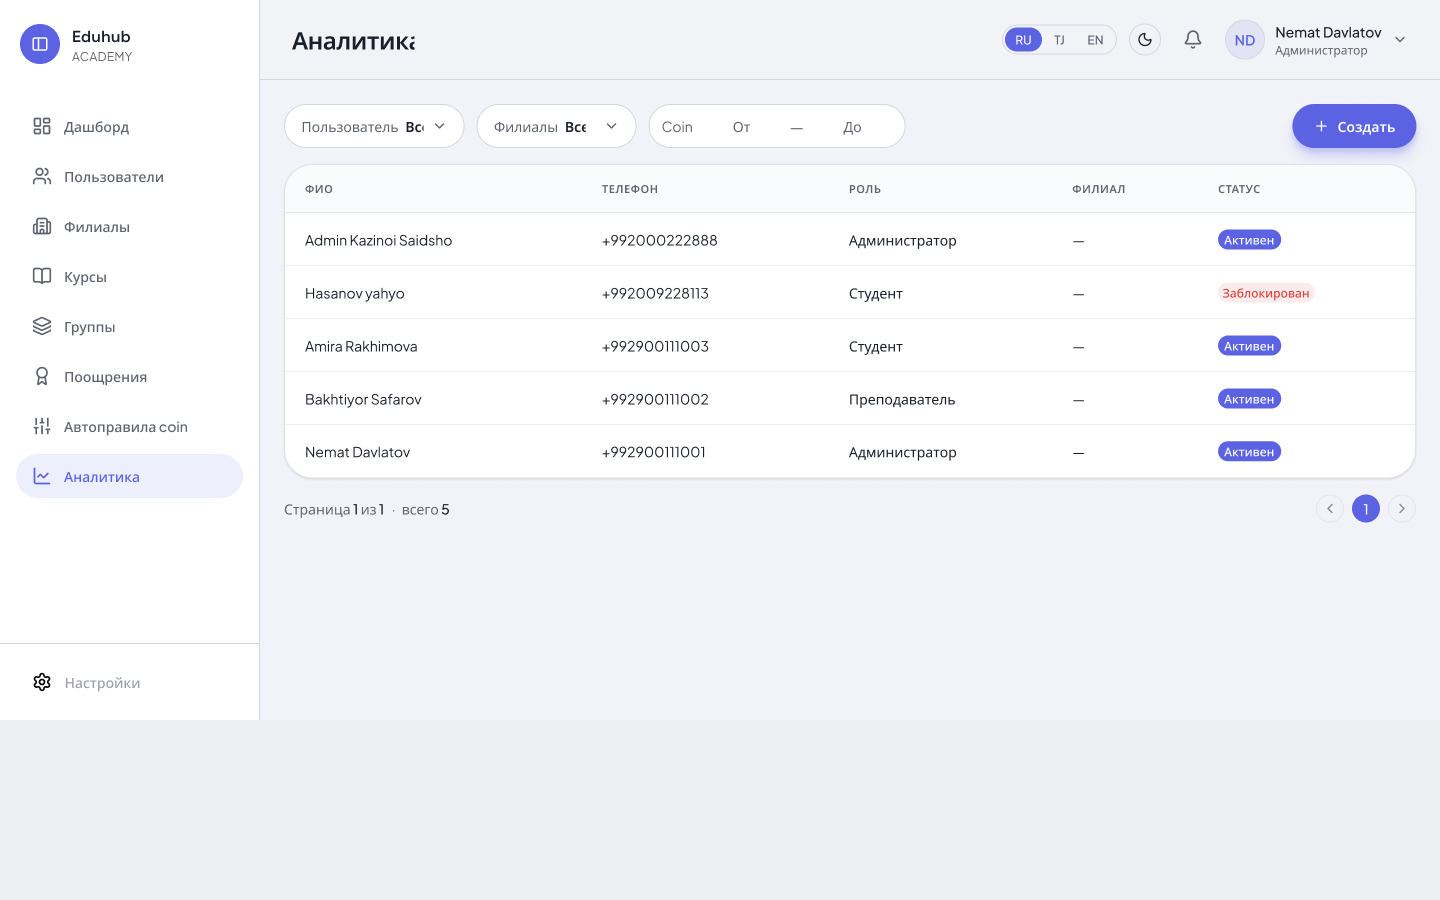 Eduhub
ACADEMY
Дашборд
Пользователи
Филиалы
Курсы
Группы
Поощрения
Автоправила coin
Аналитика
Настройки
Аналитика
RU TJ EN
ND
Nemat Davlatov
Администратор
Пользователь Все
Филиалы Все
Coin От — До
+ Создать
ФИО ТЕЛЕФОН РОЛЬ ФИЛИАЛ СТАТУС
Admin Kazinoi Saidsho +992000222888 Администратор — Активен
Hasanov yahyo +992009228113 Студент — Заблокирован
Amira Rakhimova +992900111003 Студент — Активен
Bakhtiyor Safarov +992900111002 Преподаватель — Активен
Nemat Davlatov +992900111001 Администратор — Активен
Страница 1 из 1 · всего 5
1